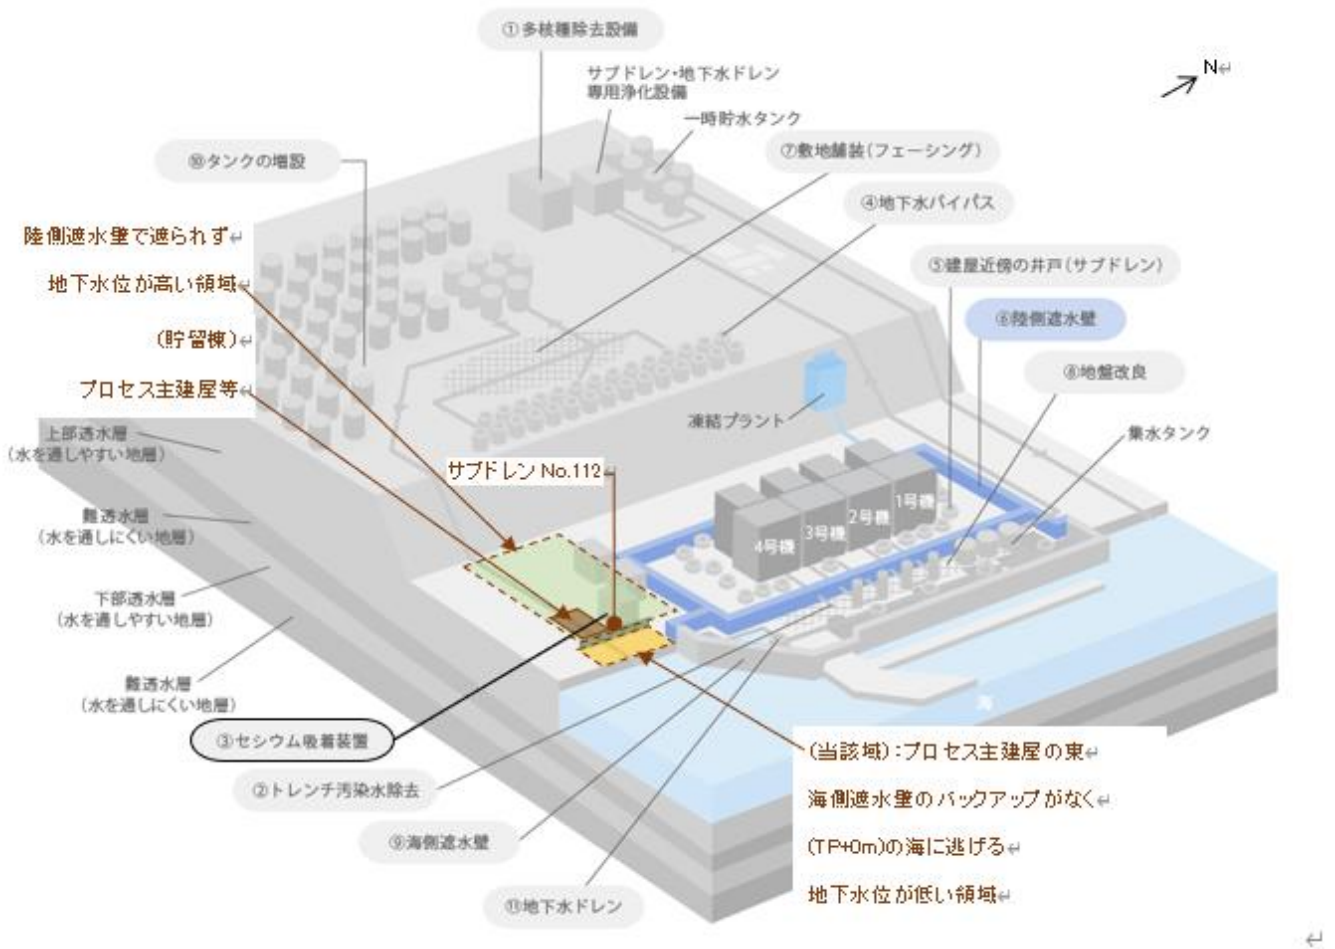 ①多核種除去設備
サブドレン・地下水ドレン
専用浄化設備
一時貯水タンク
N
⑩タンクの増設
⑦敷地舗装(フェーシング)
④地下水バイパス
陸側遮水壁で遮られず
地下水位が高い領域
(貯留棟)
プロセス主建屋等
⑤建屋近傍の井戸(サブドレン)
⑥陸側遮水壁
⑧地盤改良
凍結プラント
集水タンク
上部透水層
(水を通しやすい地層)
サブドレン No.112
1号機
2号機
3号機
4号機
難透水層
(水を通しにくい地層)
下部透水層
(水を通しやすい地層)
難透水層
(水を通しにくい地層)
海
③セシウム吸着装置
②トレンチ汚染水除去
⑨海側遮水壁
⑪地下水ドレン
(当該域):プロセス主建屋の東
海側遮水壁のバックアップがなく
(TP+0m)の海に逃げる
地下水位が低い領域